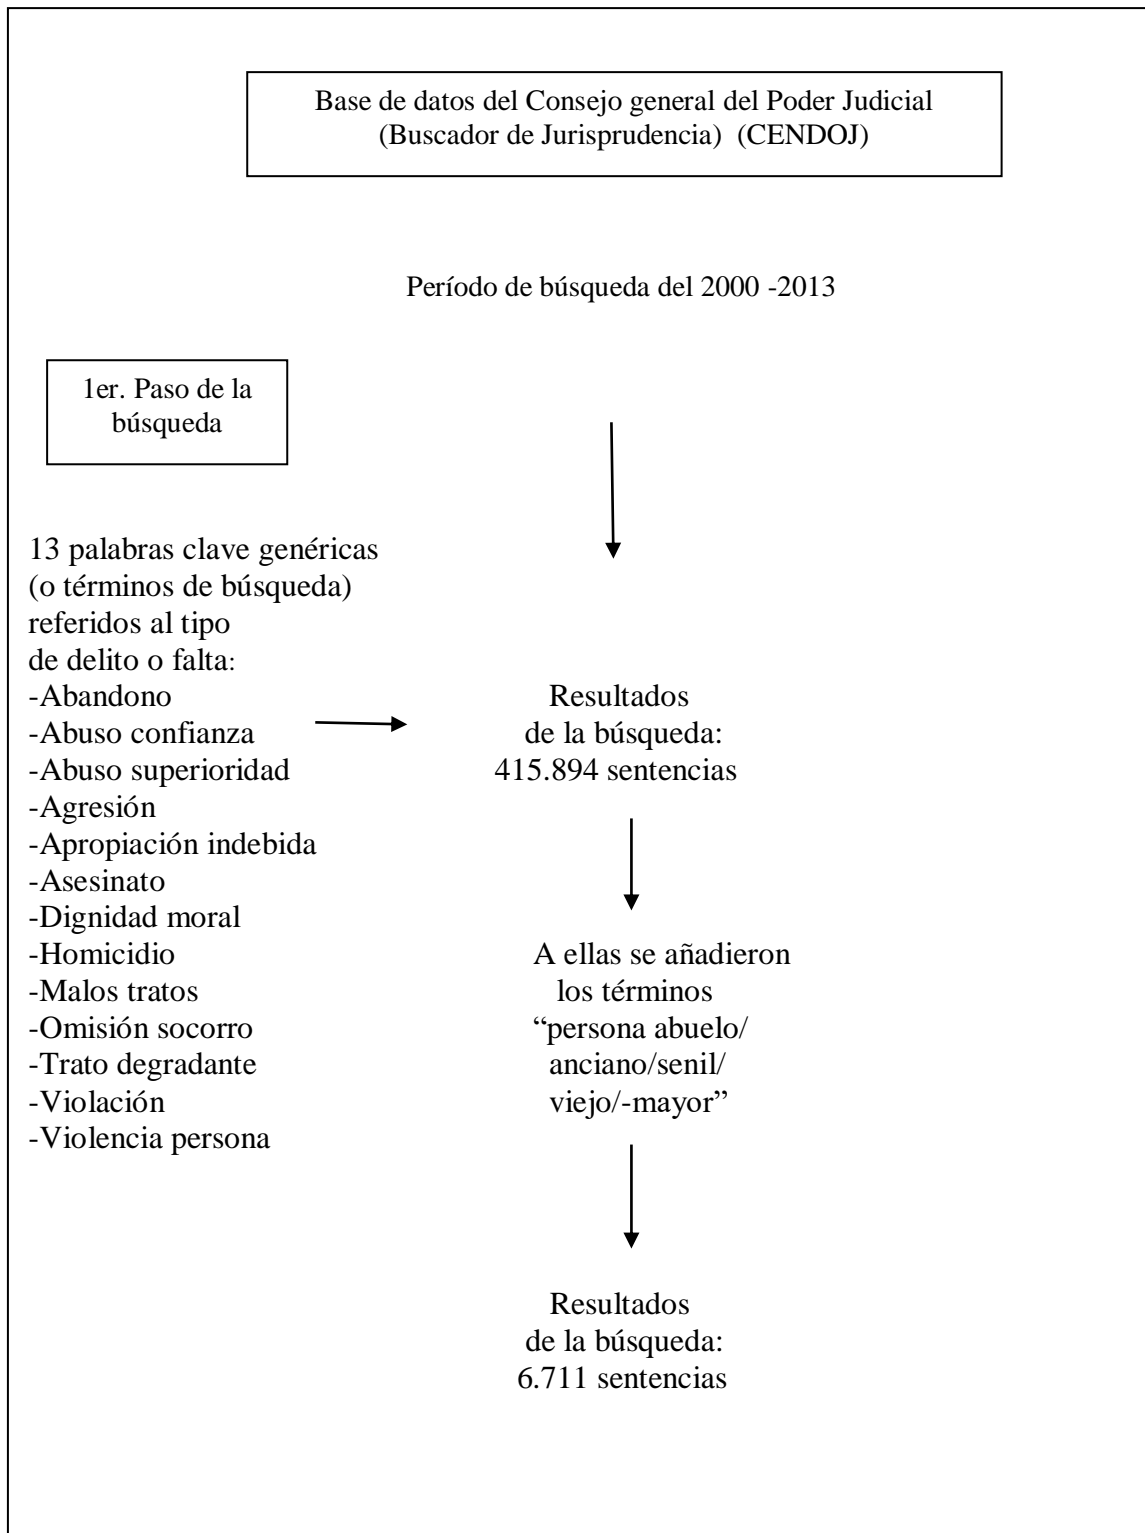 Base de datos del Consejo general del Poder Judicial
(Buscador de Jurisprudencia) (CENDOJ)
Período de búsqueda del 2000 -2013
1er. Paso de la
búsqueda
13 palabras clave genéricas
(o términos de búsqueda)
referidos al tipo
de delito o falta:
-Abandono
-Abuso confianza
-Abuso superioridad
-Agresión
-Apropiación indebida
-Asesinato
-Dignidad moral
-Homicidio
-Malos tratos
-Omisión socorro
-Trato degradante
-Violación
-Violencia persona
Resultados
de la búsqueda:
415.894 sentencias
A ellas se añadieron
los términos
“persona abuelo/
anciano/senil/
viejo/-mayor”
Resultados
de la búsqueda:
6.711 sentencias